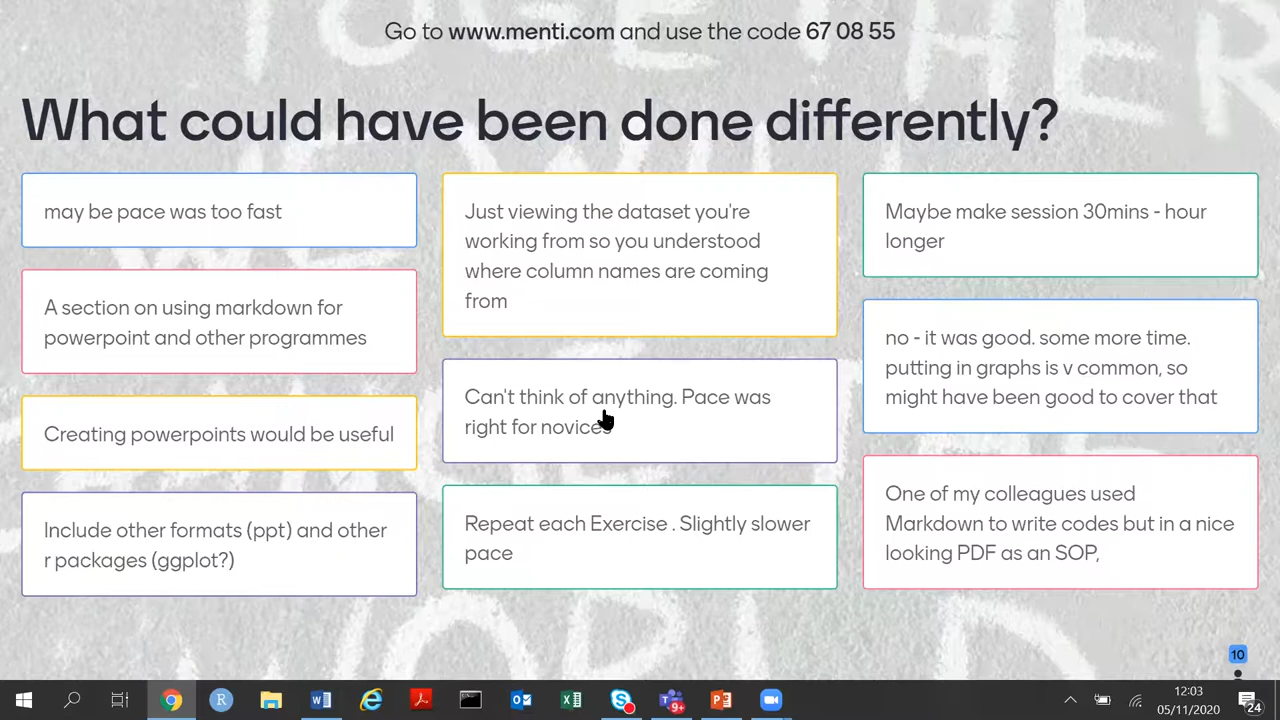 Go to www.menti.com and use the code 67 08 55
What could have been done differently?
may be pace was too fast
A section on using markdown for
powerpoint and other programmes
Creating powerpoints would be useful
Include other formats (ppt) and other
r packages (ggplot?)
Just viewing the dataset you're
working from so you understood
where column names are coming
from
Can't think of anything. Pace was
right for novices
Repeat each Exercise . Slightly slower
pace
Maybe make session 30mins - hour
longer
no - it was good. some more time.
putting in graphs is v common, so
might have been good to cover that
One of my colleagues used
Markdown to write codes but in a nice
looking PDF as an SOP,
10
12:03
05/11/2020
24
9+
TOGETHER
WORLD